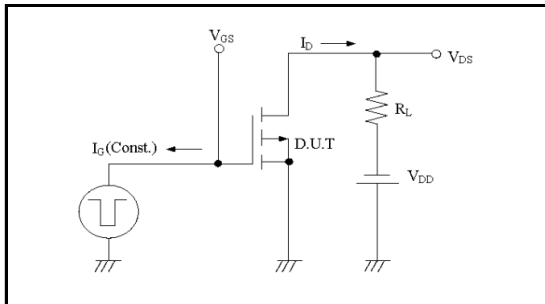 V_GS
I_D
V_DS
R_L
I_G(Const.)
D.U.T
V_DD